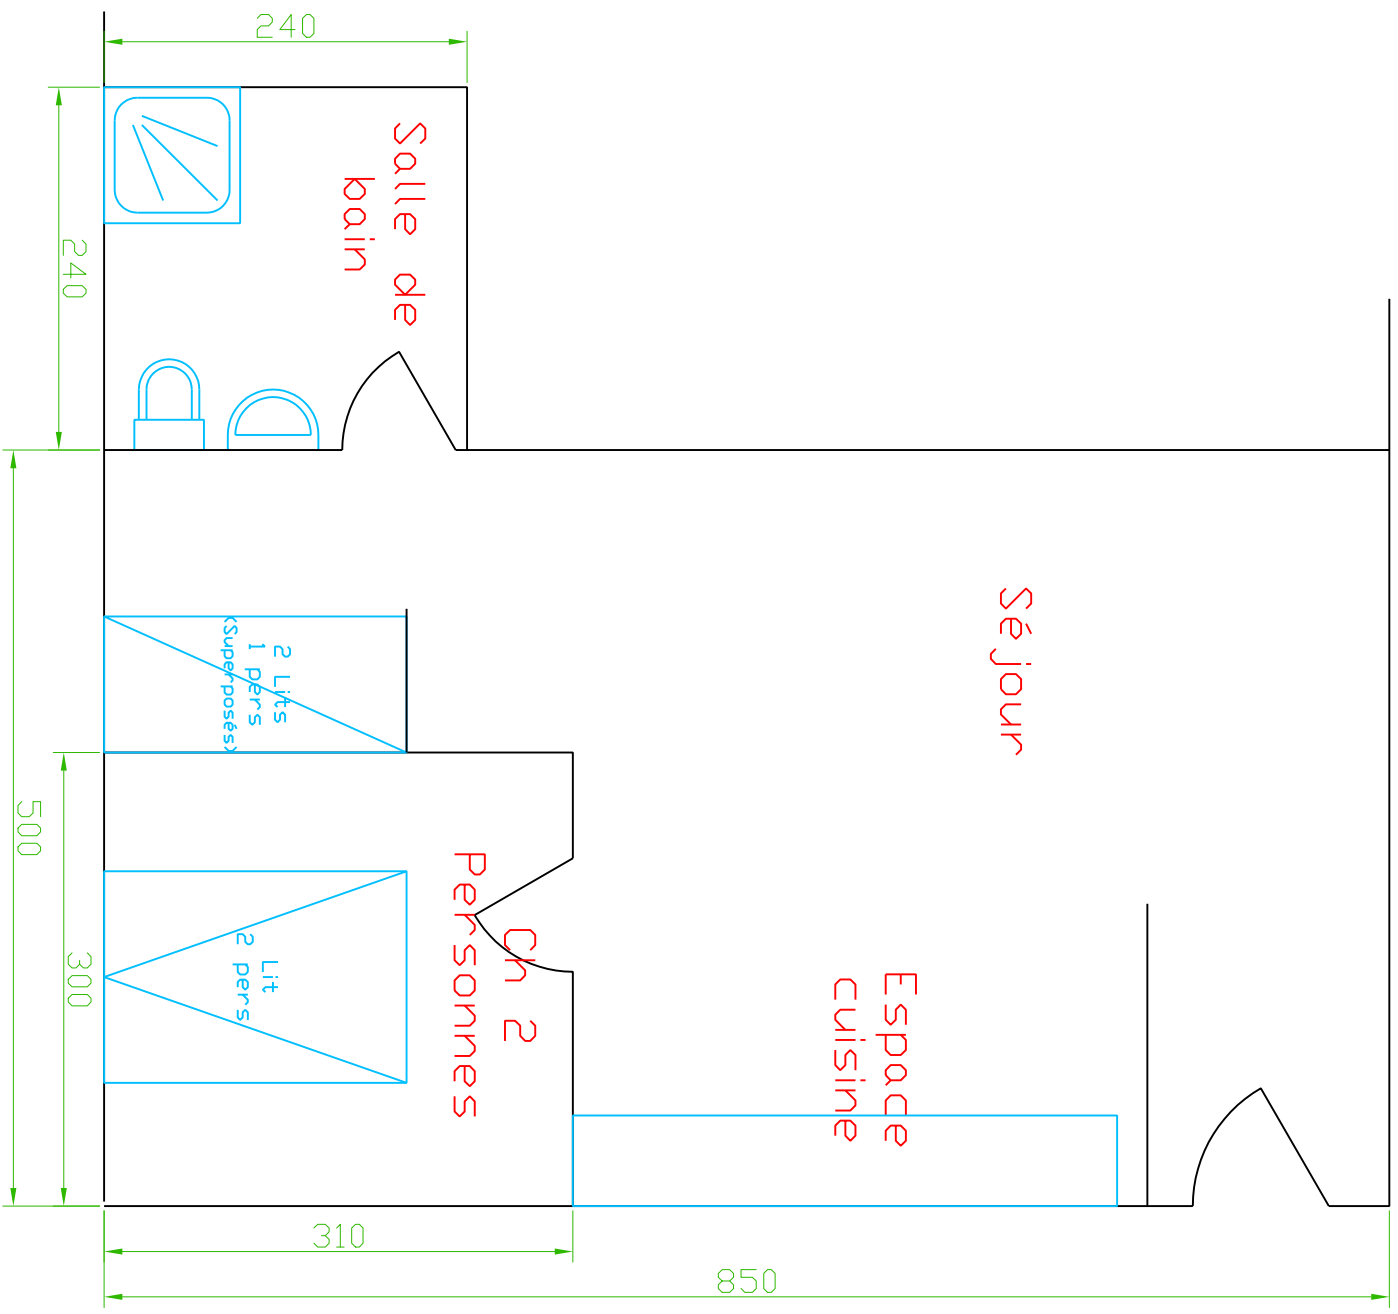 240
240
Salle de
bain
500
Séjour
2 Lits
1 pers
(Superposés)
Ch 2
Personnes
Lit
2 pers
300
Espace
cuisine
310
850